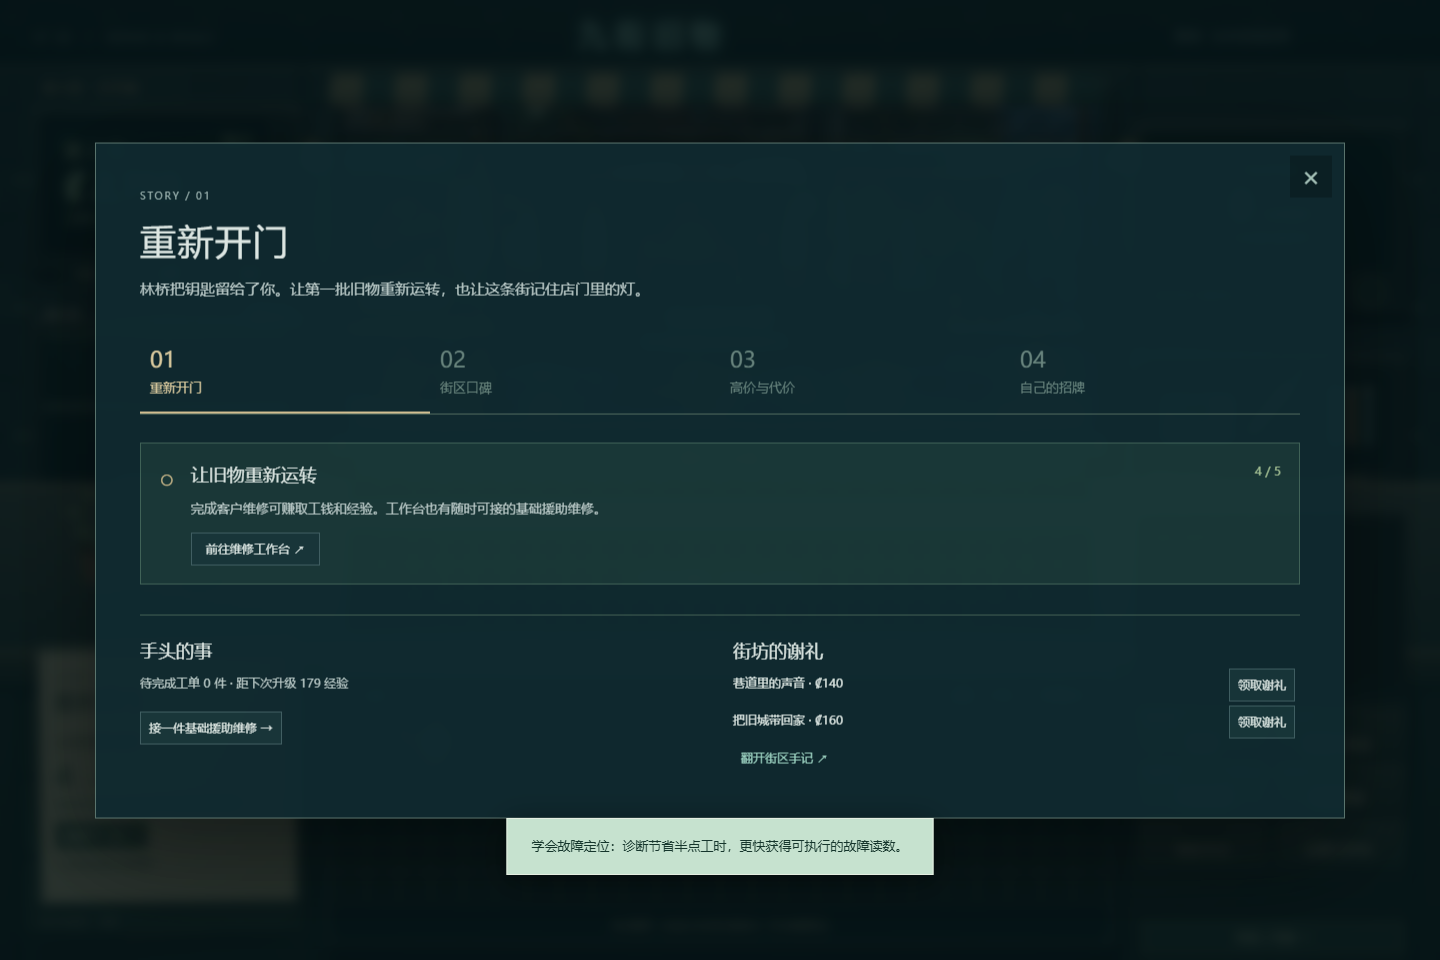 STORY / 01
重新开门
林桥把钥匙留给了你。让第一批旧物重新运转，也让这条街记住店门里的灯。
01
重新开门
02
街区口碑
03
高价与代价
04
自己的招牌
让旧物重新运转
4 / 5
完成客户维修可赚取工钱和经验。工作台也有随时可接的基础援助维修。
前往维修工作台 ↗
手头的事
待完成工单 0 件 · 距下次升级 179 经验
接一件基础援助维修 →
街坊的谢礼
巷道里的声音 · ₡140
领取谢礼
把旧城带回家 · ₡160
领取谢礼
翻开街区手记 ↗
学会故障定位：诊断节省半点工时，更快获得可执行的故障读数。